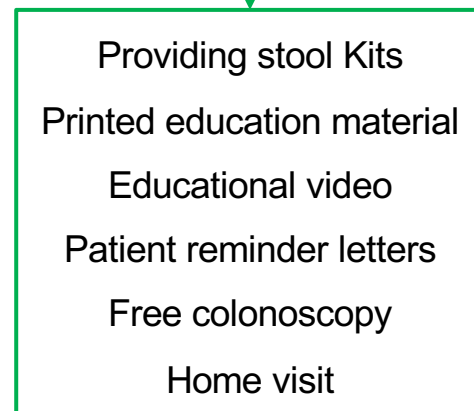 Providing stool Kits
Printed education material
Educational video
Patient reminder letters
Free colonoscopy
Home visit